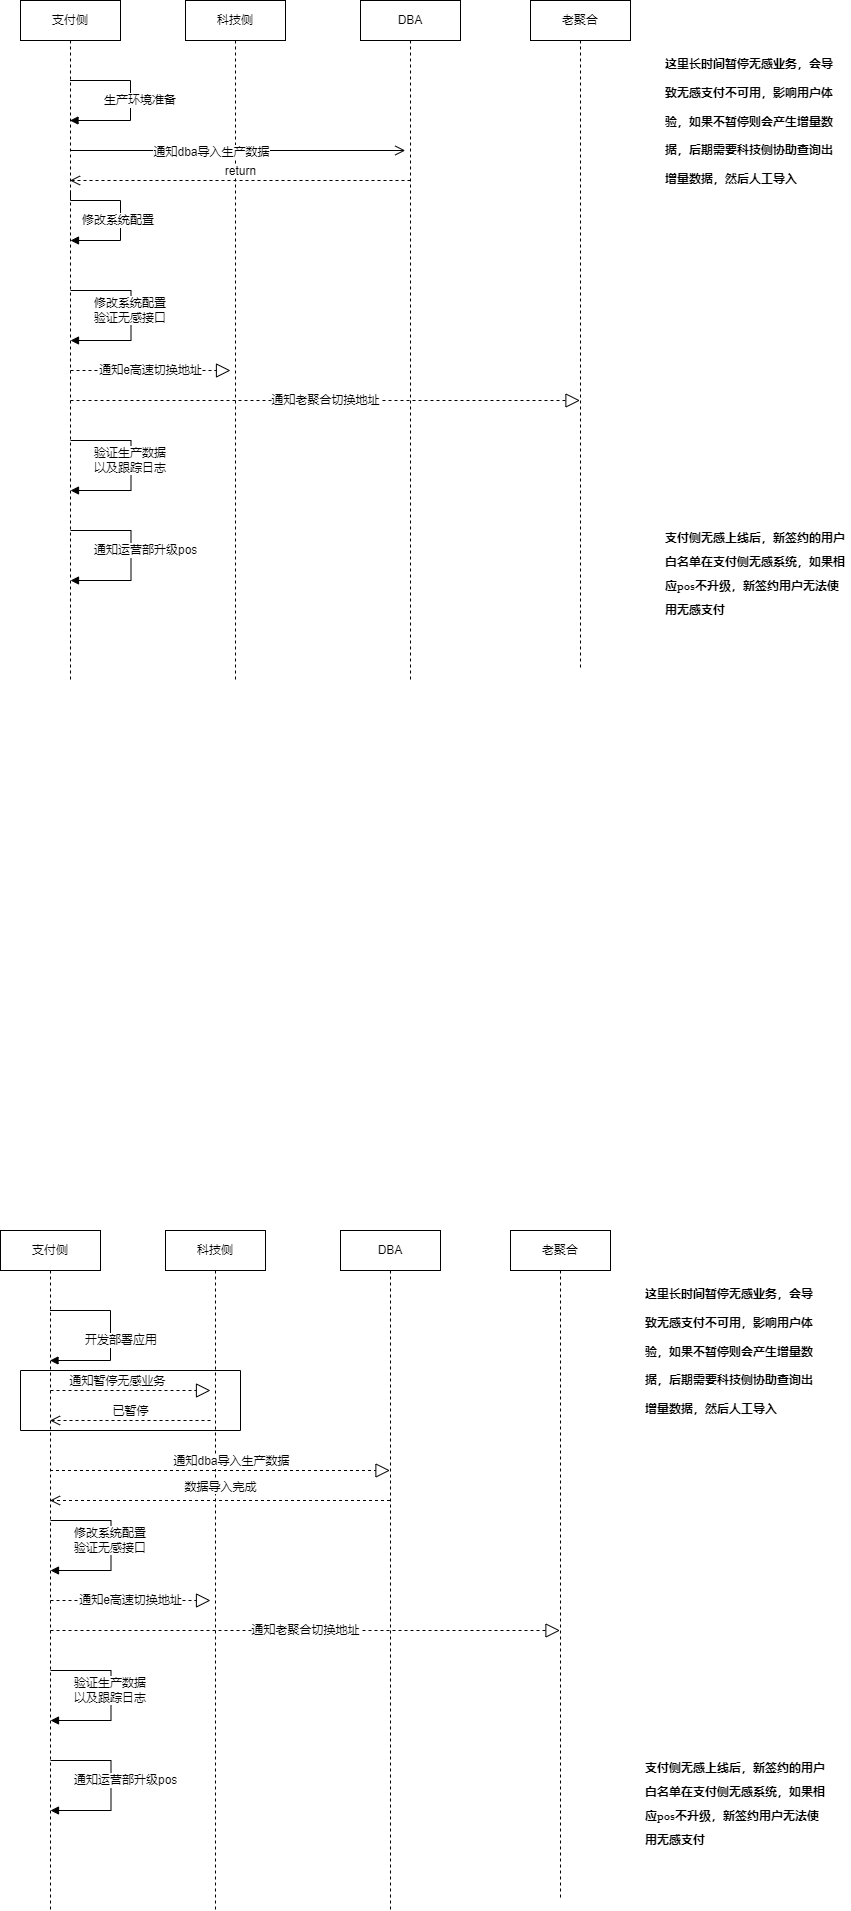 支付侧
科技侧
DBA
老聚合
这里长时间暂停无感业务，会导
致无感支付不可用，影响用户体
验，如果不暂停则会产生增量数
据，后期需要科技侧协助查询出
增量数据，然后人工导入
生产环境准备
通知dba导入生产数据
return
修改系统配置
修改系统配置
验证无感接口
通知e高速切换地址
通知老聚合切换地址
验证生产数据
以及跟踪日志
通知运营部升级pos
支付侧无感上线后，新签约的用户
白名单在支付侧无感系统，如果相
应pos不升级，新签约用户无法使
用无感支付
支付侧
科技侧
DBA
老聚合
这里长时间暂停无感业务，会导
致无感支付不可用，影响用户体
验，如果不暂停则会产生增量数
据，后期需要科技侧协助查询出
增量数据，然后人工导入
开发部署应用
通知暂停无感业务
已暂停
通知dba导入生产数据
数据导入完成
修改系统配置
验证无感接口
通知e高速切换地址
通知老聚合切换地址
验证生产数据
以及跟踪日志
通知运营部升级pos
支付侧无感上线后，新签约的用户
白名单在支付侧无感系统，如果相
应pos不升级，新签约用户无法使
用无感支付